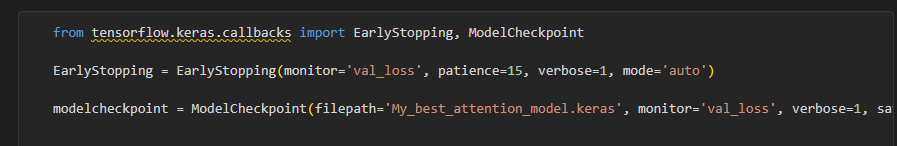 from tensorflow.keras.callbacks import EarlyStopping, ModelCheckpoint
EarlyStopping = EarlyStopping(monitor='val_loss', patience=15, verbose=1, mode='auto')
modelcheckpoint = ModelCheckpoint(filepath='My_best_attention_model.keras', monitor='val_loss', verbose=1, sa